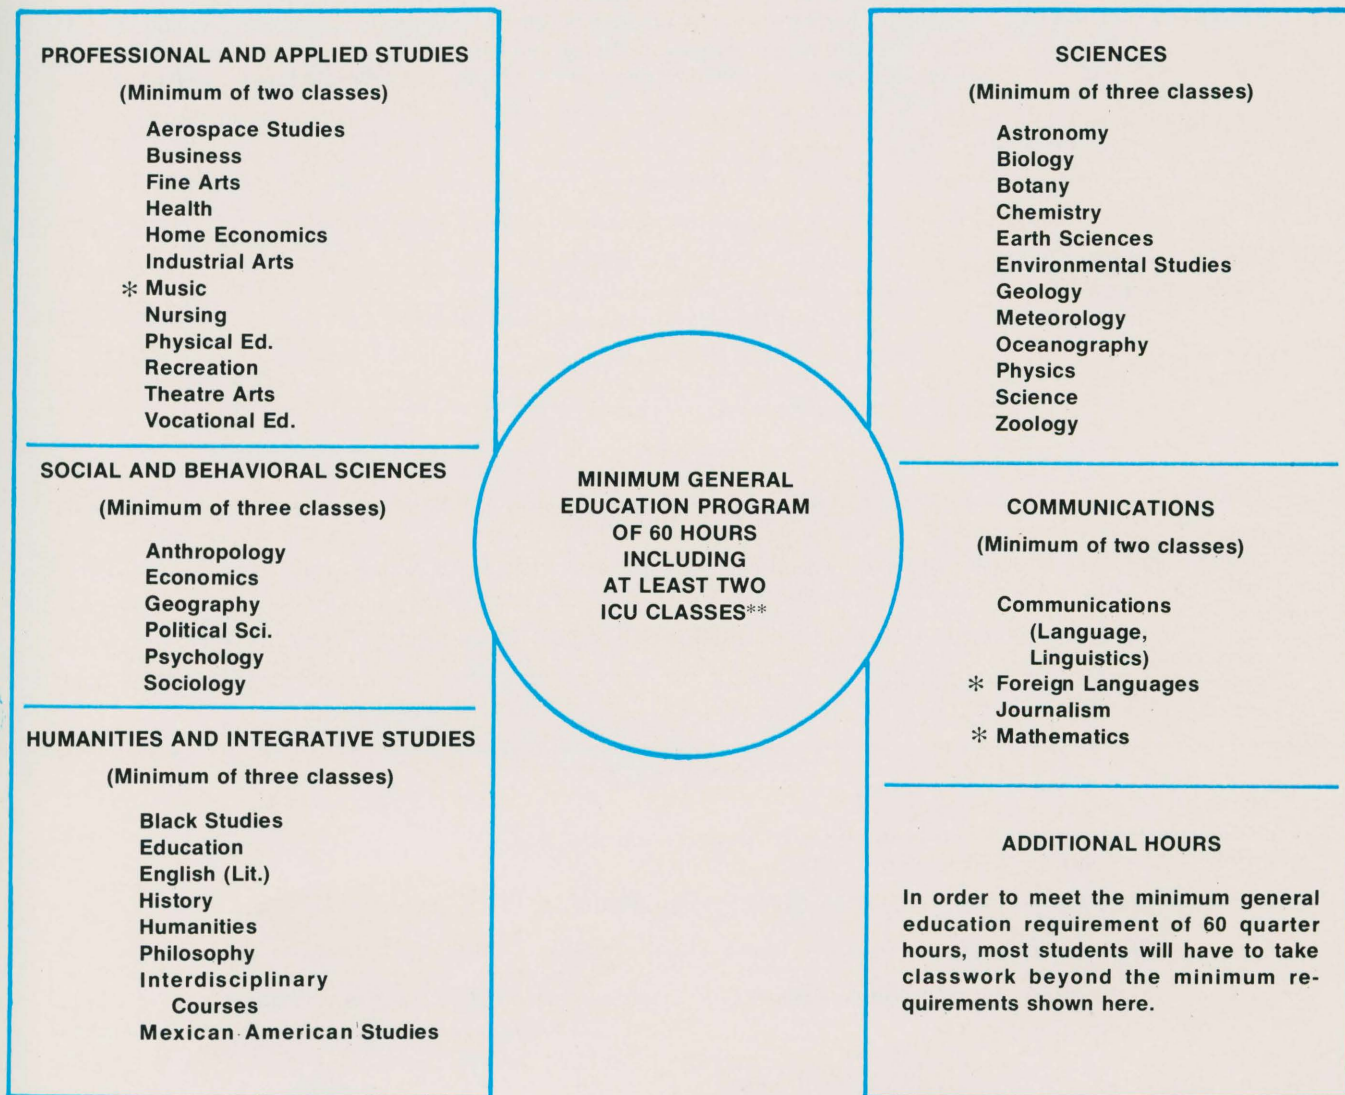 PROFESSIONAL AND APPLIED STUDIES
(Minimum of two classes)
Aerospace Studies
Business
Fine Arts
Health
Home Economics
Industrial Arts
* Music
Nursing
Physical Ed.
Recreation
Theatre Arts
Vocational Ed.
SOCIAL AND BEHAVIORAL SCIENCES
(Minimum of three classes)
Anthropology
Economics
Geography
Political Sci.
Psychology
Sociology
HUMANITIES AND INTEGRATIVE STUDIES
(Minimum of three classes)
Black Studies
Education
English (Lit.)
History
Humanities
Philosophy
Interdisciplinary
Courses
Mexican American Studies
MINIMUM GENERAL
EDUCATION PROGRAM
OF 60 HOURS
INCLUDING
AT LEAST TWO
ICU CLASSES**
SCIENCES
(Minimum of three classes)
Astronomy
Biology
Botany
Chemistry
Earth Sciences
Environmental Studies
Geology
Meteorology
Oceanography
Physics
Science
Zoology
COMMUNICATIONS
(Minimum of two classes)
Communications
(Language,
Linguistics)
* Foreign Languages
Journalism
* Mathematics
ADDITIONAL HOURS
In order to meet the minimum general
education requirement of 60 quarter
hours, most students will have to take
classwork beyond the minimum re-
quirements shown here.